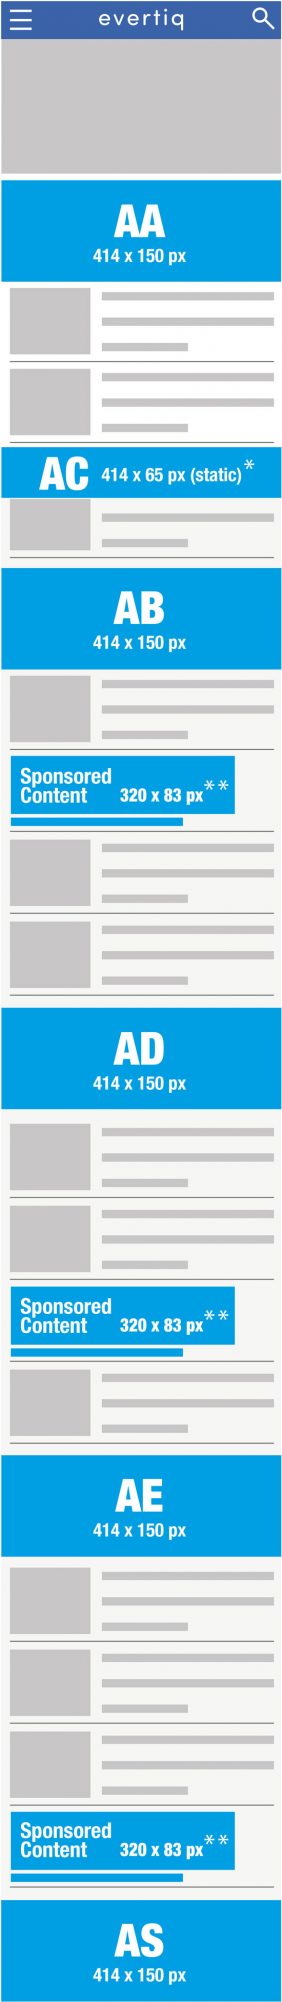 evertiq
AA
414 x 150 px
AC 414 x 65 px (static)*
AB
414 x 150 px
Sponsored
Content 320 x 83 px**
AD
414 x 150 px
Sponsored
Content 320 x 83 px**
AE
414 x 150 px
Sponsored
Content 320 x 83 px**
AS
414 x 150 px